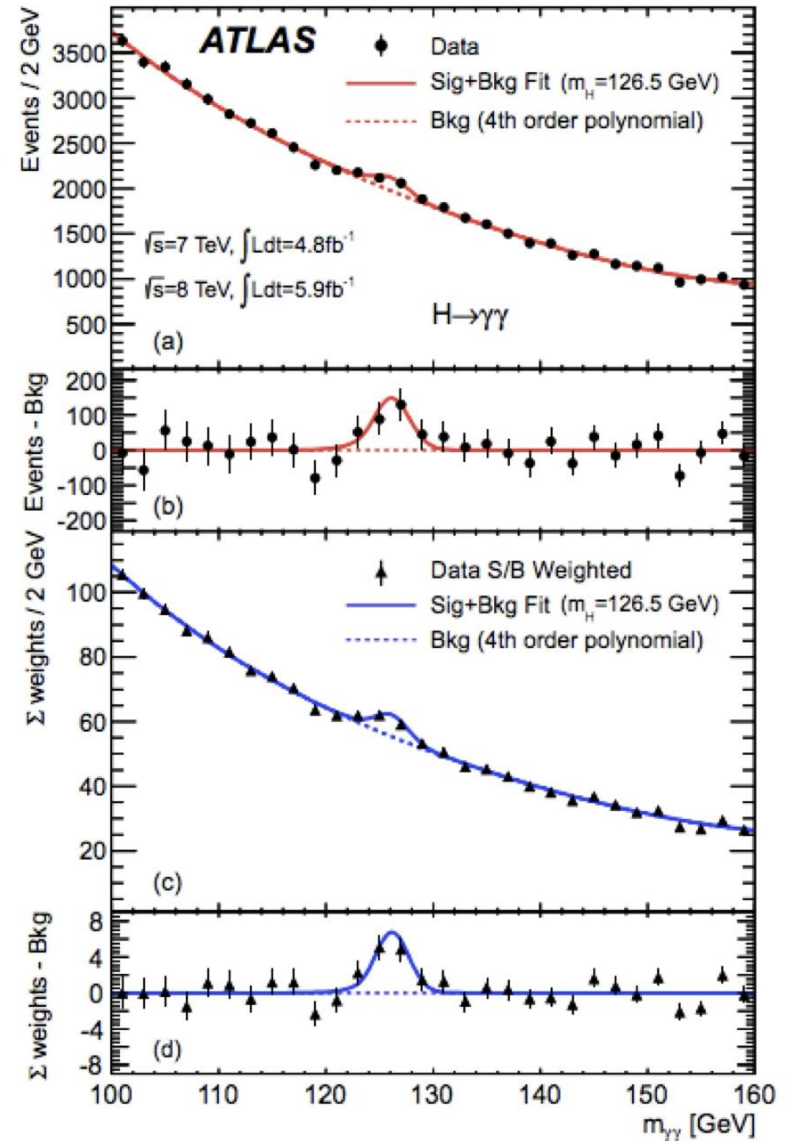 ATLAS
Data
Sig+Bkg Fit (mH=126.5 GeV)
Bkg (4th order polynomial)
Events / 2 GeV
3500
3000
2500
2000
1500
1000
500
√s=7 TeV, ∫Ldt=4.8fb-1
√s=8 TeV, ∫Ldt=5.9fb-1
H→γγ
(a)
Events - Bkg
200
100
0
-100
-200
(b)
Σ weights / 2 GeV
100
80
60
40
20
Data S/B Weighted
Sig+Bkg Fit (mH=126.5 GeV)
Bkg (4th order polynomial)
(c)
Σ weights - Bkg
8
4
0
-4
-8
(d)
100 110 120 130 140 150 160
mγγ [GeV]